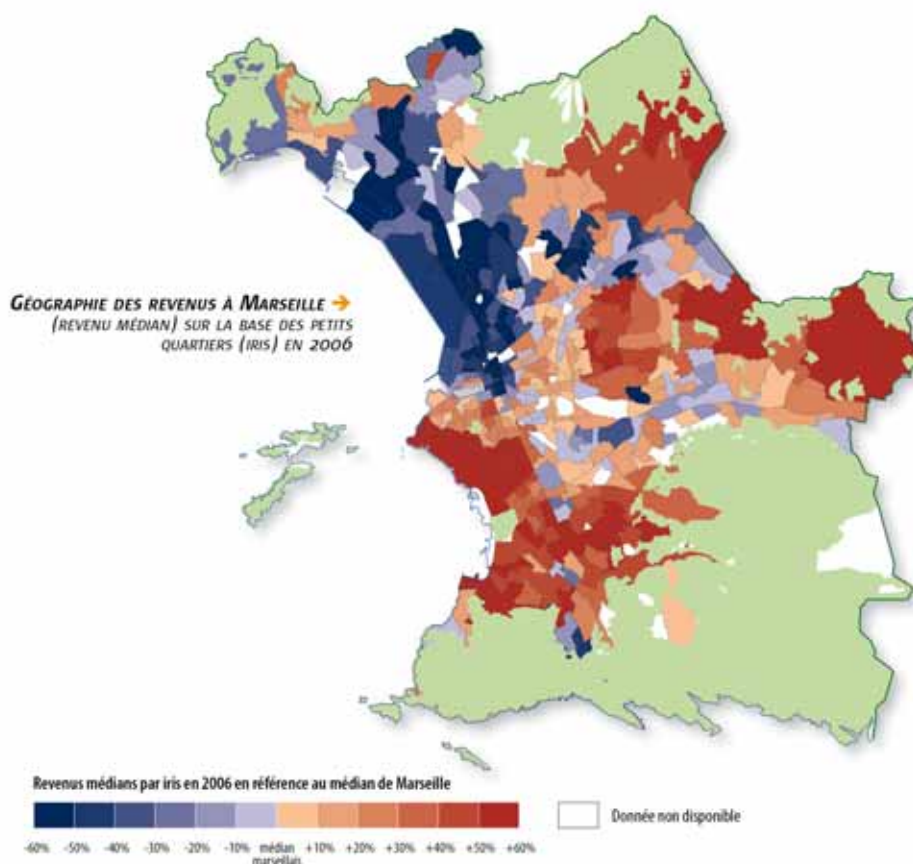 GÉOGRAPHIE DES REVENUS À MARSEILLE →
(REVENU MÉDIAN) SUR LA BASE DES PETITS
QUARTIERS (IRIS) EN 2006
Revenus médians par iris en 2006 en référence au médian de Marseille
Donnée non disponible
-60% -50% -40% -30% -20% -10% médian +10% +20% +30% +40% +50% +60%
marseillais